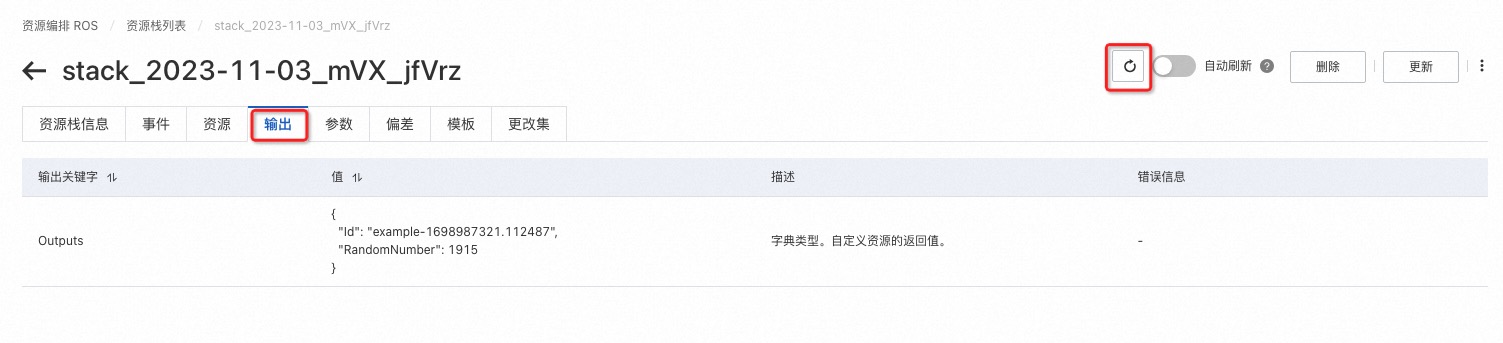 资源编排 ROS / 资源栈列表 / stack_2023-11-03_mVX_jfVrz
stack_2023-11-03_mVX_jfVrz
自动刷新 删除 更新
资源栈信息 事件 资源 输出 参数 偏差 模板 更改集
输出关键字 值 描述 错误信息
{
"Id": "example-1698987321.112487",
Outputs "RandomNumber": 1915 字典类型。自定义资源的返回值。 -
}